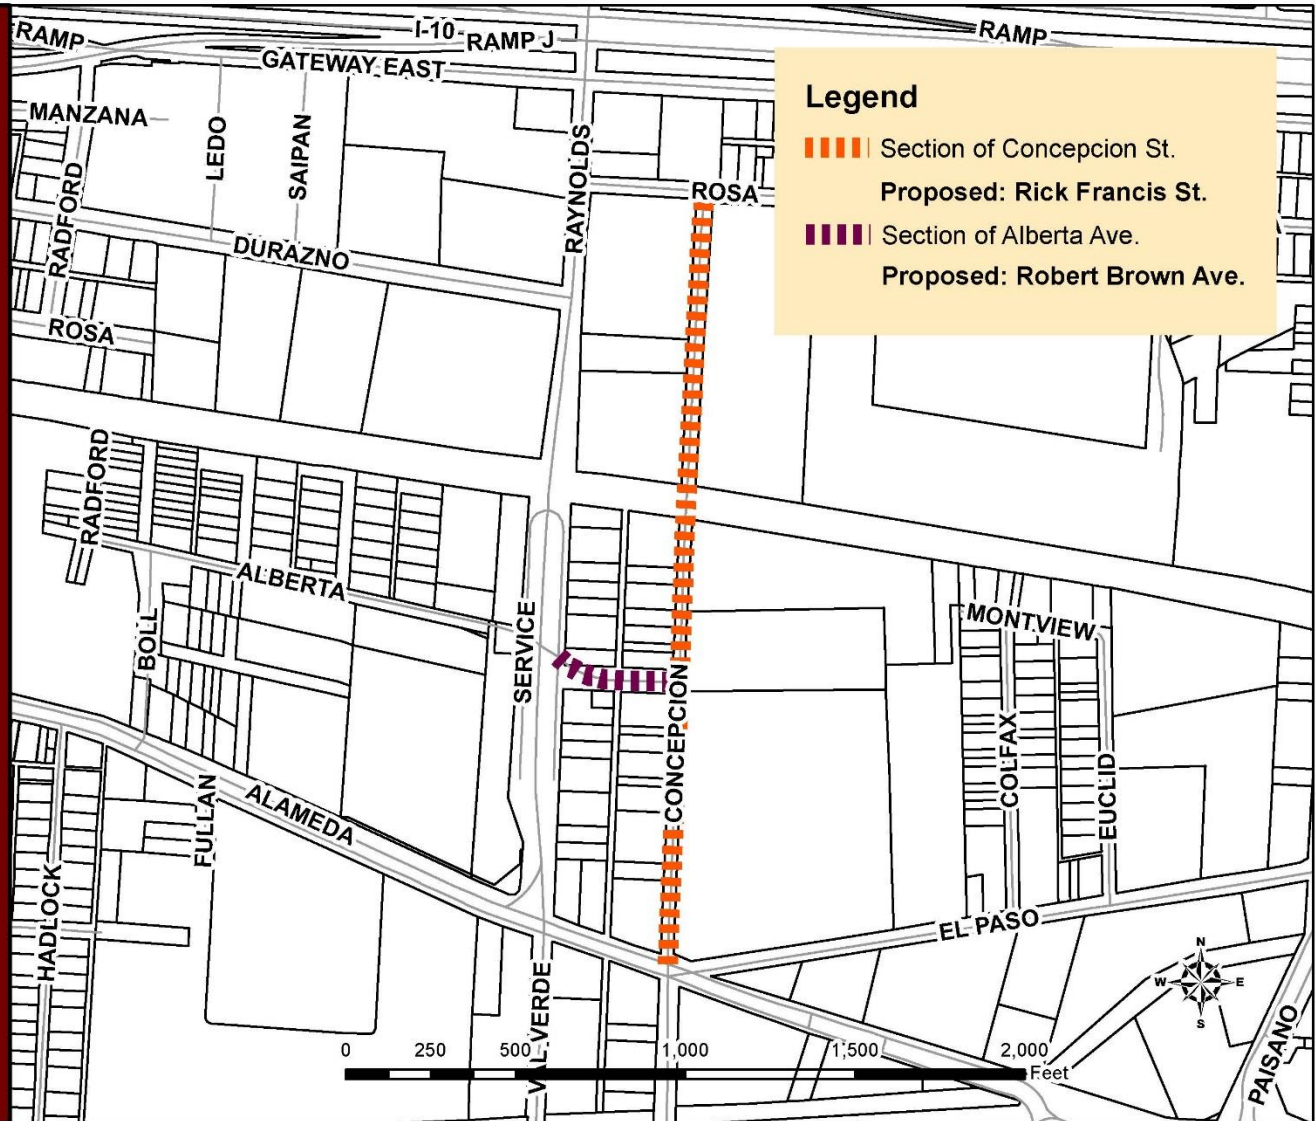 RAMP
I-10
RAMP J
RAMP
GATEWAY EAST
Legend
Section of Concepcion St.
Proposed: Rick Francis St.
Section of Alberta Ave.
Proposed: Robert Brown Ave.
MANZANA
LEDO
SAIPAN
RAYNOLDS
RADFORD
ROSA
DURAZNO
ROSA
RADFORD
ALBERTA
BOLL
SERVICE
CONCEPCION
MONTVIEW
COLFAX
EUCLID
FULLAN
ALAMEDA
HADLOCK
EL PASO
VAL VERDE
PAISANO
N
W E
S
0 250 500 1,000 1,500 2,000
Feet